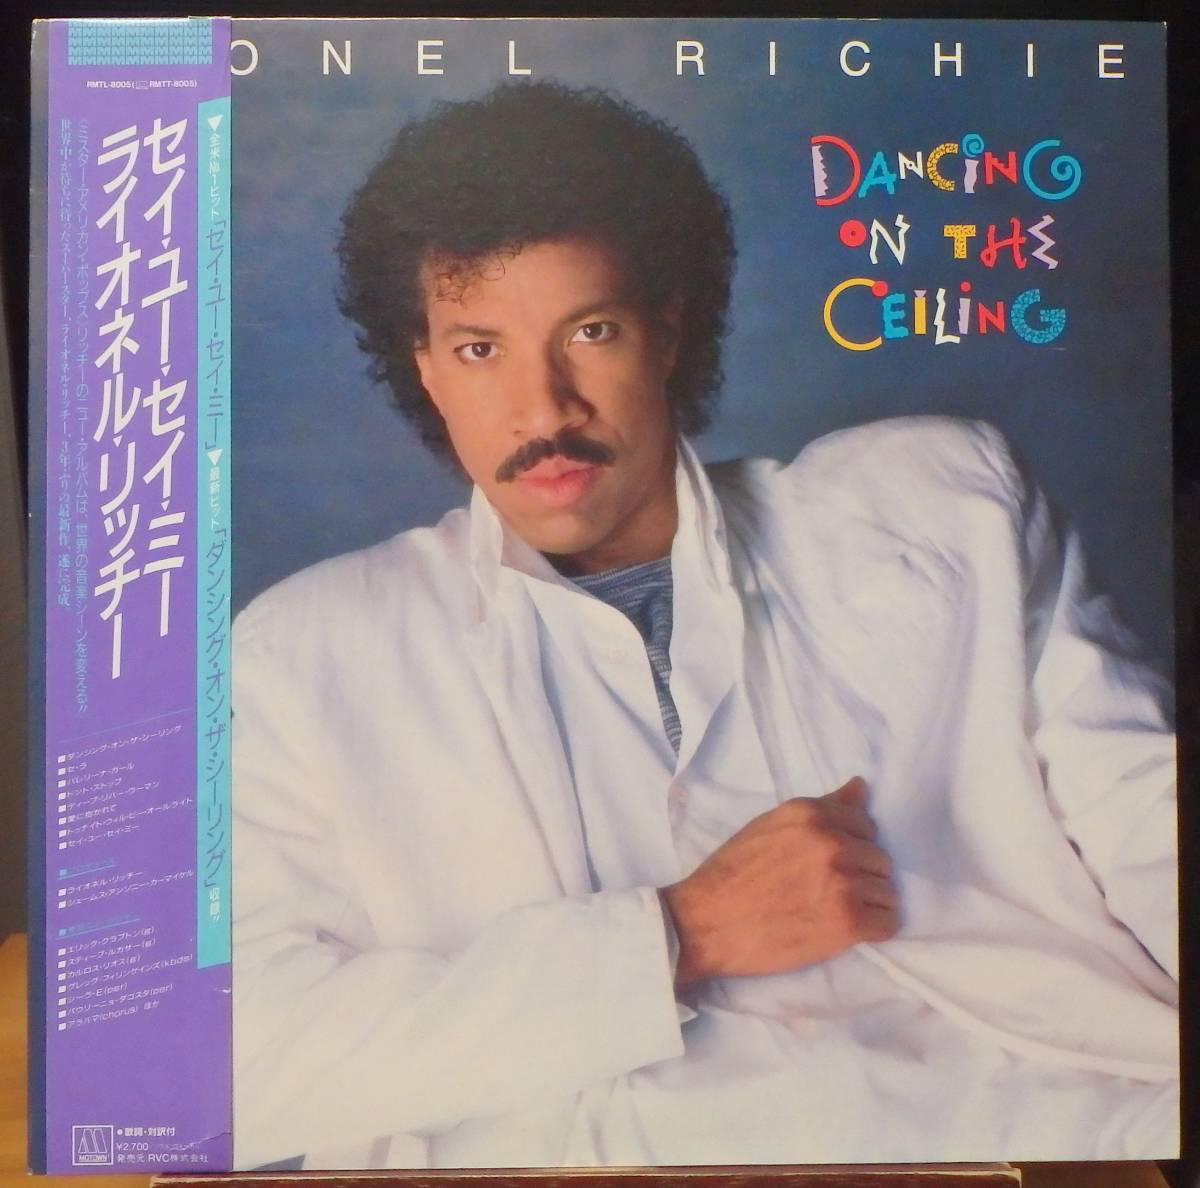 ONEL RICHIE
DANCING
ON THE
CEILING
RMTL-8005( RMTT-8005)
セイ・ユー、セイ・ミー
ライオネル・リッチー
▼全米No.1ヒット「セイ・ユー・セイ・ミー」▼最新ヒット「ダンシング・オン・ザ・シーリング」収録!!
ミスター・アメリカン・ポップス、リッチーのニュー・アルバムは、世界の音楽シーンを変える!!
世界中が待ちに待ったスーパースター、ライオネル・リッチー、3年ぶりの最新作、遂に完成。
■ダンシング・オン・ザ・シーリング
■セ・ラ
■バレリーナ・ガール
■ドント・ストップ
■ディープ・リバー・ウーマン
■愛に抱かれて
■トゥナイト・ウィル・ビー・オールライト
■セイ・ユー・セイ・ミー
■ライオネル・リッチー
■ジェームス・アンソニー・カーマイケル
■エリック・クラプトン(g)
■スティーブ・ルカサー(g)
■カルロス・リオス(g)
■グレッグ・フィリンゲインズ(kbds)
■シーラ・E(per)
■パウリーニョ・ダコスタ(per)
■アラバマ(chorus) ほか
MOTOWN
●歌詞・対訳付
¥2,700
発売元 RVC株式会社